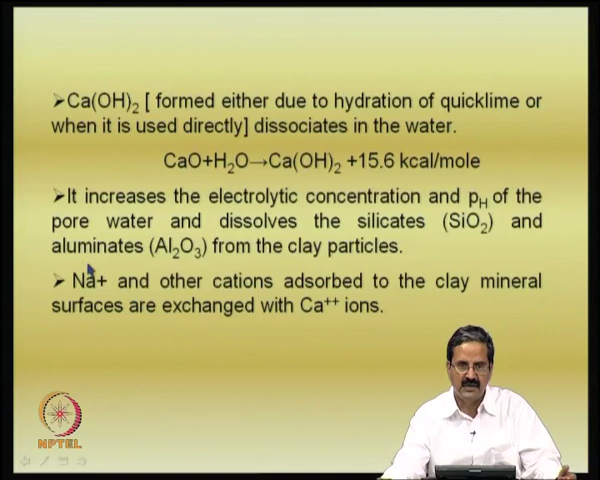 ➢Ca(OH)₂ [ formed either due to hydration of quicklime or
when it is used directly] dissociates in the water.
CaO+H₂O→Ca(OH)₂ +15.6 kcal/mole
➢It increases the electrolytic concentration and pH of the
pore water and dissolves the silicates (SiO₂) and
aluminates (Al₂O₃) from the clay particles.
➢ Na+ and other cations adsorbed to the clay mineral
surfaces are exchanged with Ca⁺⁺ ions.
NPTEL